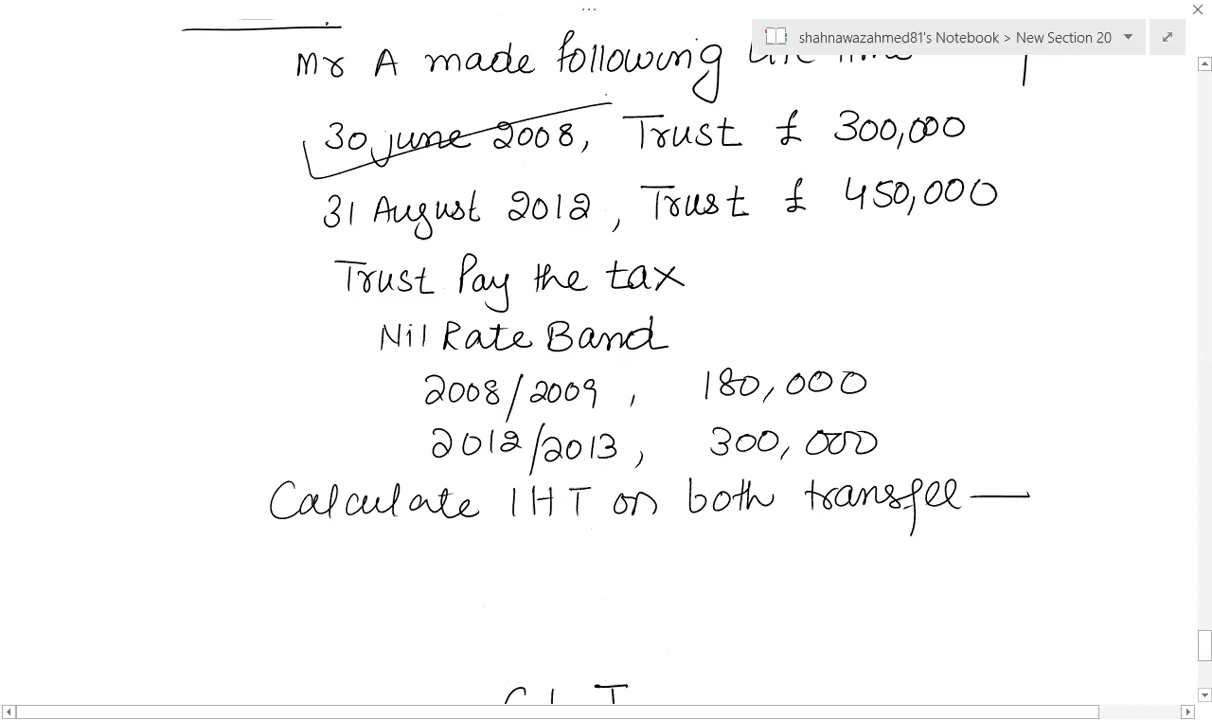 shahnawazahmed81's Notebook > New Section 20
Mr A made following
30 june 2008, Trust £ 300,000
31 August 2012, Trust £ 450,000
Trust Pay the tax
Nil Rate Band
2008/2009, 180,000
2012/2013, 300,000
Calculate IHT on both transfee